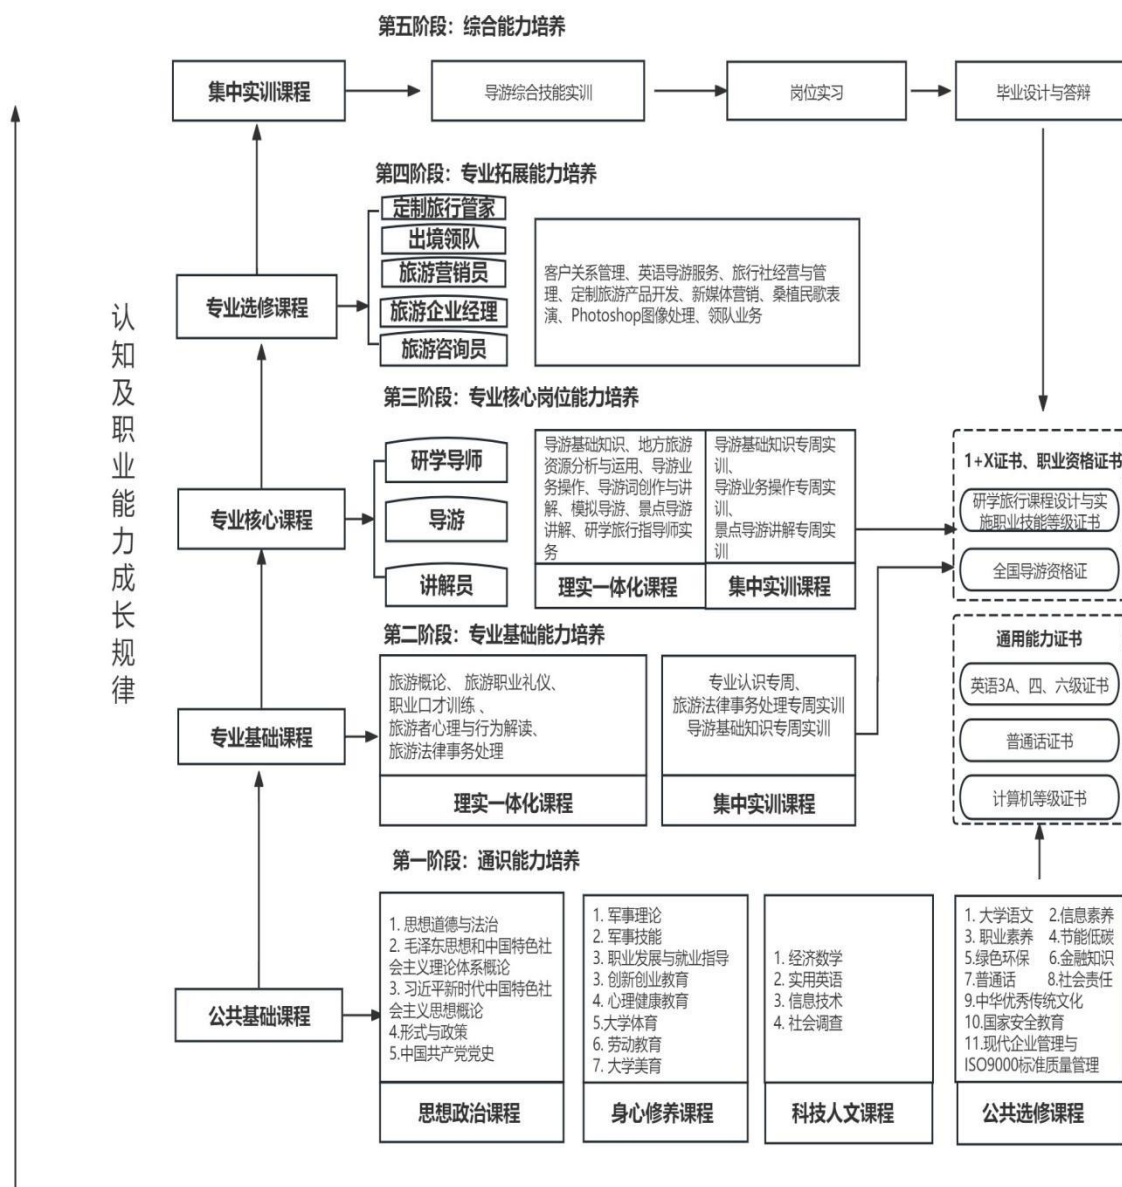 第五阶段：综合能力培养
集中实训课程
导游综合技能实训
岗位实习
毕业设计与答辩
第四阶段：专业拓展能力培养
定制旅行管家
出境领队
旅游营销员
旅游企业经理
旅游咨询员
专业选修课程
客户关系管理、英语导游服务、旅行社经营与管
理、定制旅游产品开发、新媒体营销、桑植民歌表
演、Photoshop图像处理、领队业务
认知及职业能力成长规律
第三阶段：专业核心岗位能力培养
专业核心课程
研学导师
导游
讲解员
导游基础知识、地方旅游
资源分析与运用、导游业
务操作、导游词创作与讲
解、模拟导游、景点导游
讲解、研学旅行指导师实
务
理实一体化课程
导游基础知识专周实
训、
导游业务操作专周实
训、
景点导游讲解专周实
训
集中实训课程
1+X证书、职业资格证书
研学旅行课程设计与实
施职业技能等级证书
全国导游资格证
第二阶段：专业基础能力培养
专业基础课程
旅游概论、 旅游职业礼仪、
职业口才训练 、
旅游者心理与行为解读、
旅游法律事务处理
理实一体化课程
专业认识专周、
旅游法律事务处理专周实训
导游基础知识专周实训
集中实训课程
通用能力证书
英语3A、四、六级证书
普通话证书
计算机等级证书
第一阶段：通识能力培养
公共基础课程
1. 思想道德与法治
2. 毛泽东思想和中国特色社
会主义理论体系概论
3. 习近平新时代中国特色社
会主义思想概论
4.形式与政策
5.中国共产党党史
思想政治课程
1. 军事理论
2. 军事技能
3. 职业发展与就业指导
3. 创新创业教育
4. 心理健康教育
5.大学体育
6. 劳动教育
7. 大学美育
身心修养课程
1. 经济数学
2. 实用英语
3. 信息技术
4. 社会调查
科技人文课程
1. 大学语文 2.信息素养
3. 职业素养 4.节能低碳
5.绿色环保 6.金融知识
7.普通话 8.社会责任
9.中华优秀传统文化
10.国家安全教育
11.现代企业管理与
ISO9000标准质量管理
公共选修课程